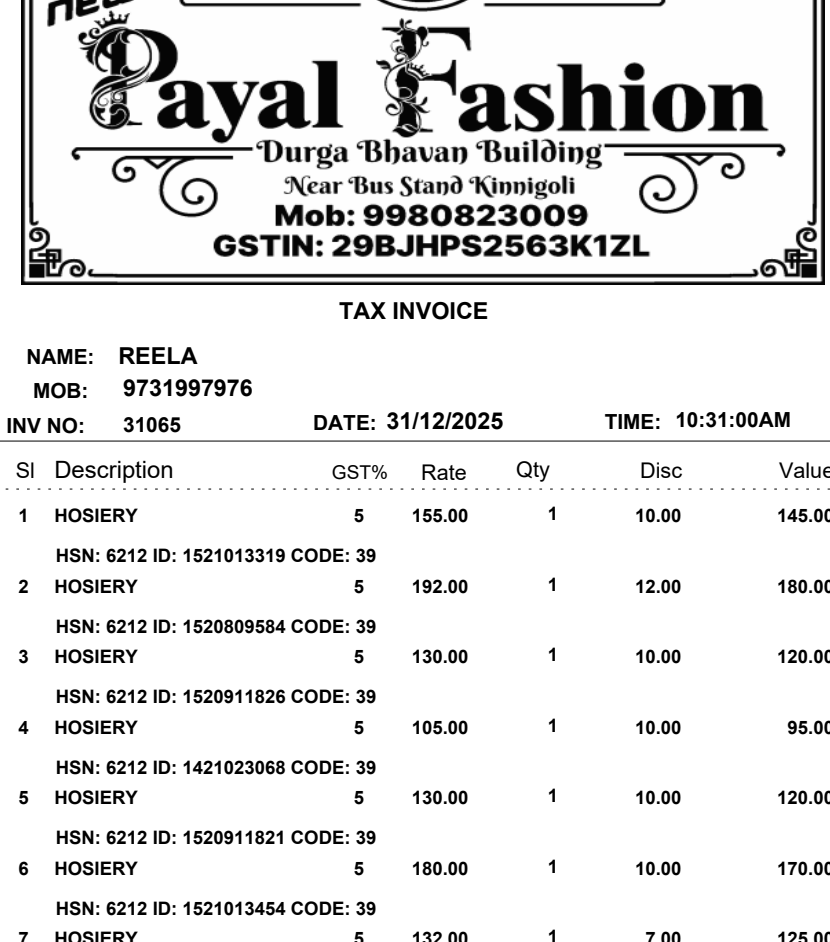 new
Payal Fashion
Durga Bhavan Building
Near Bus Stand Kinnigoli
Mob: 9980823009
GSTIN: 29BJHPS2563K1ZL
TAX INVOICE
NAME: REELA
MOB: 9731997976
INV NO: 31065 DATE: 31/12/2025 TIME: 10:31:00AM
Sl Description GST% Rate Qty Disc Value
1 HOSIERY 5 155.00 1 10.00 145.00
HSN: 6212 ID: 1521013319 CODE: 39
2 HOSIERY 5 192.00 1 12.00 180.00
HSN: 6212 ID: 1520809584 CODE: 39
3 HOSIERY 5 130.00 1 10.00 120.00
HSN: 6212 ID: 1520911826 CODE: 39
4 HOSIERY 5 105.00 1 10.00 95.00
HSN: 6212 ID: 1421023068 CODE: 39
5 HOSIERY 5 130.00 1 10.00 120.00
HSN: 6212 ID: 1520911821 CODE: 39
6 HOSIERY 5 180.00 1 10.00 170.00
HSN: 6212 ID: 1521013454 CODE: 39
7 HOSIERY 5 132.00 1 7.00 125.00